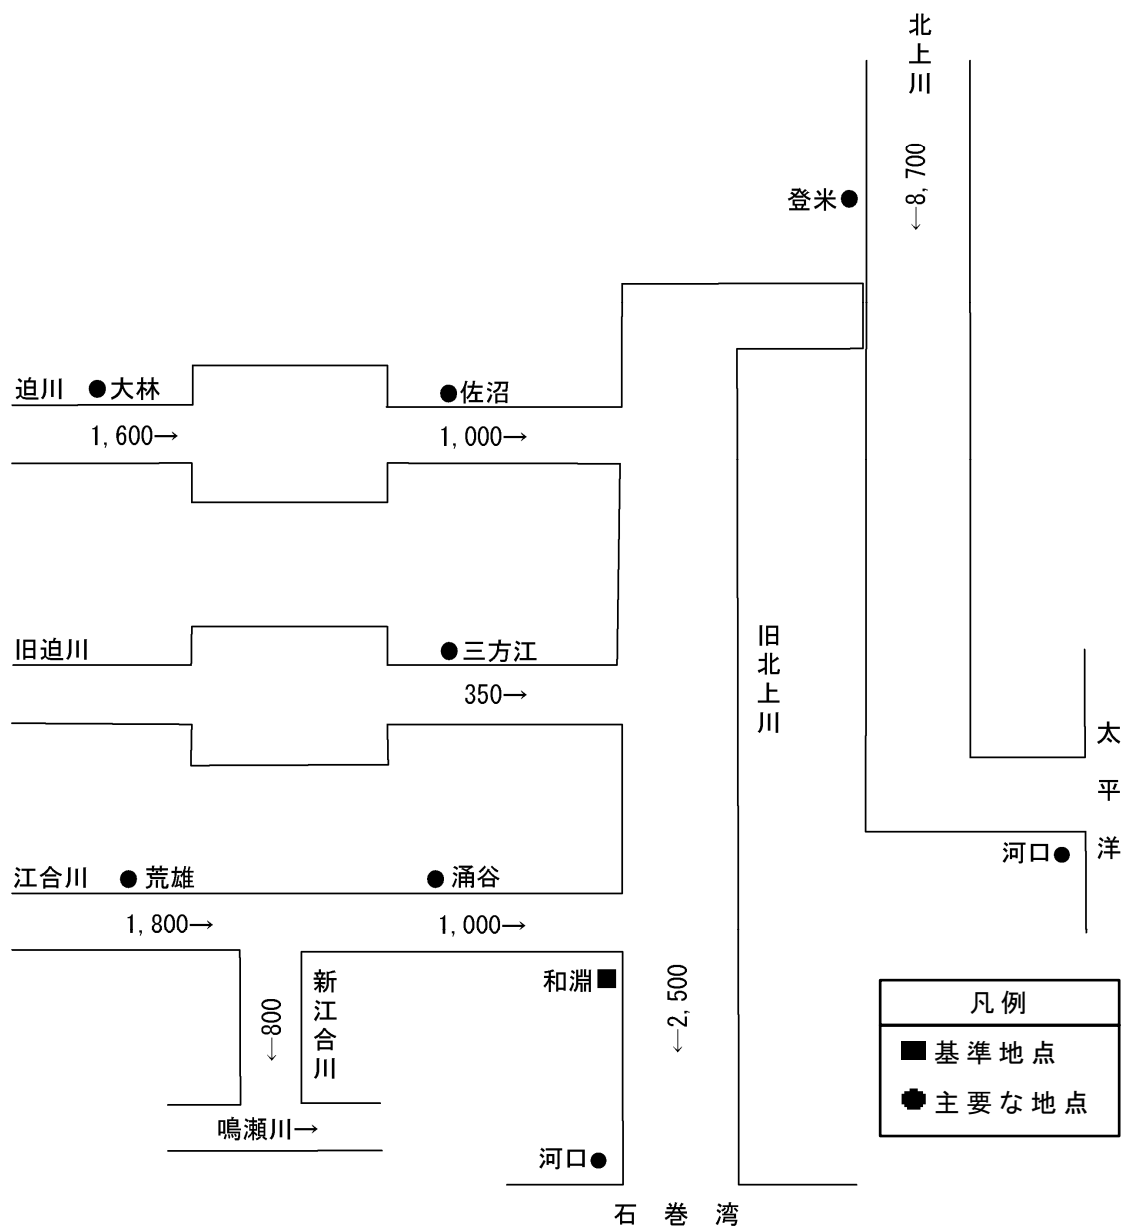 北上川
←8,700
登米
迫川
大林
佐沼
1,600→
1,000→
旧迫川
三方江
旧北上川
350→
太平洋
河口
江合川
荒雄
涌谷
1,800→
1,000→
新江合川
和淵
←800
←2,500
凡例
基準地点
主要な地点
鳴瀬川→
河口
石巻湾